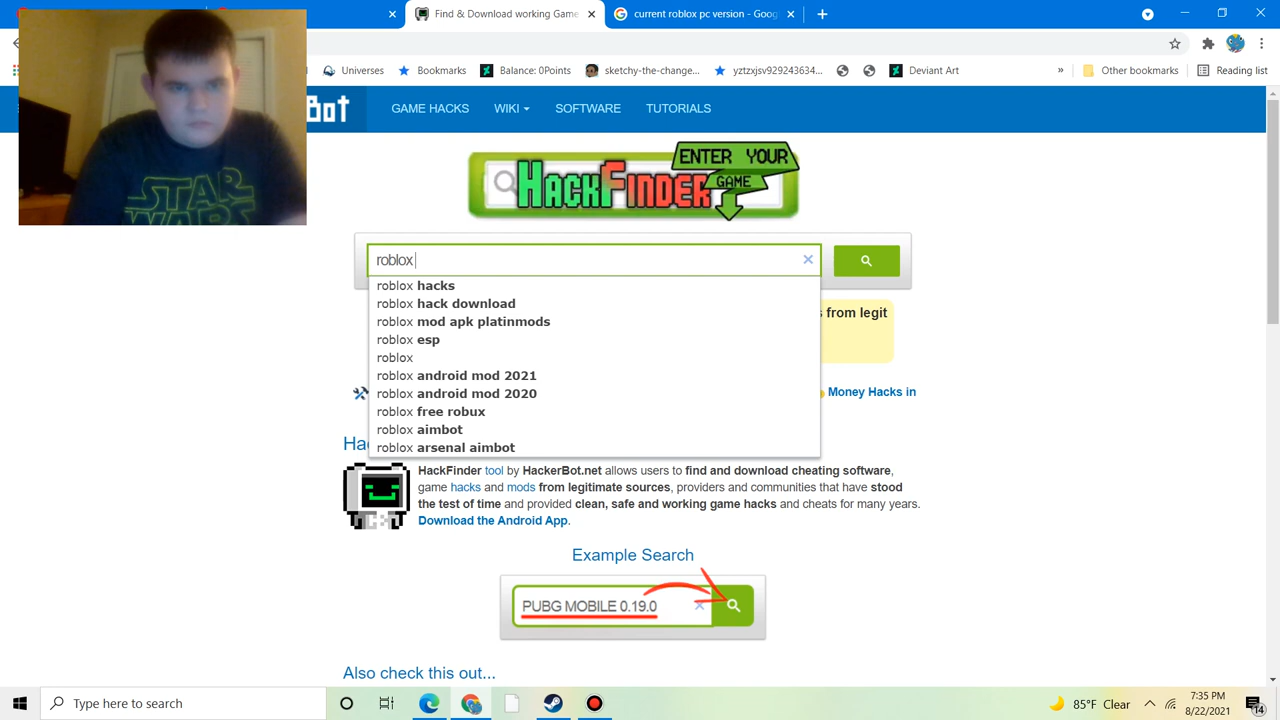 Find & Download working Game
current roblox pc version - Goog
Universes
Bookmarks
Balance: 0Points
sketchy-the-change...
yztzxjsv929243634...
Deviant Art
»
Other bookmarks
Reading list
Bot
GAME HACKS
WIKI
SOFTWARE
TUTORIALS
ENTER YOUR
GAME
HACKFINDER
roblox
roblox hacks
roblox hack download
roblox mod apk platinmods
roblox esp
roblox
roblox android mod 2021
roblox android mod 2020
roblox free robux
roblox aimbot
roblox arsenal aimbot
from legit
Money Hacks in
Hac
HackFinder tool by HackerBot.net allows users to find and download cheating software,
game hacks and mods from legitimate sources, providers and communities that have stood
the test of time and provided clean, safe and working game hacks and cheats for many years.
Download the Android App.
Example Search
PUBG MOBILE 0.19.0
Also check this out...
STAR
WARS
Type here to search
85°F Clear
7:35 PM
8/22/2021
14